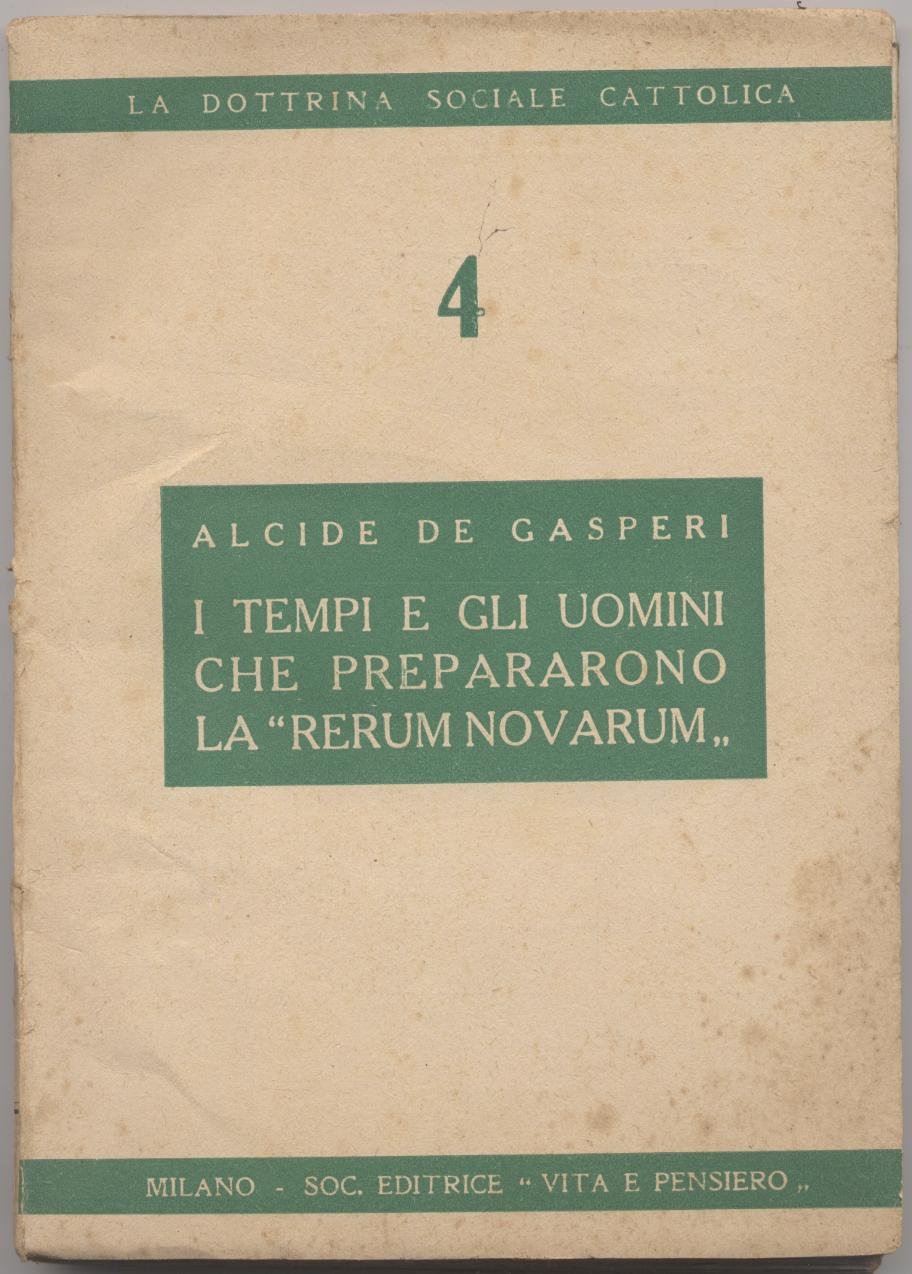 LA DOTTRINA SOCIALE CATTOLICA
4
ALCIDE DE GASPERI
I TEMPI E GLI UOMINI
CHE PREPARARONO
LA “RERUM NOVARUM„
MILANO - SOC. EDITRICE “ VITA E PENSIERO „